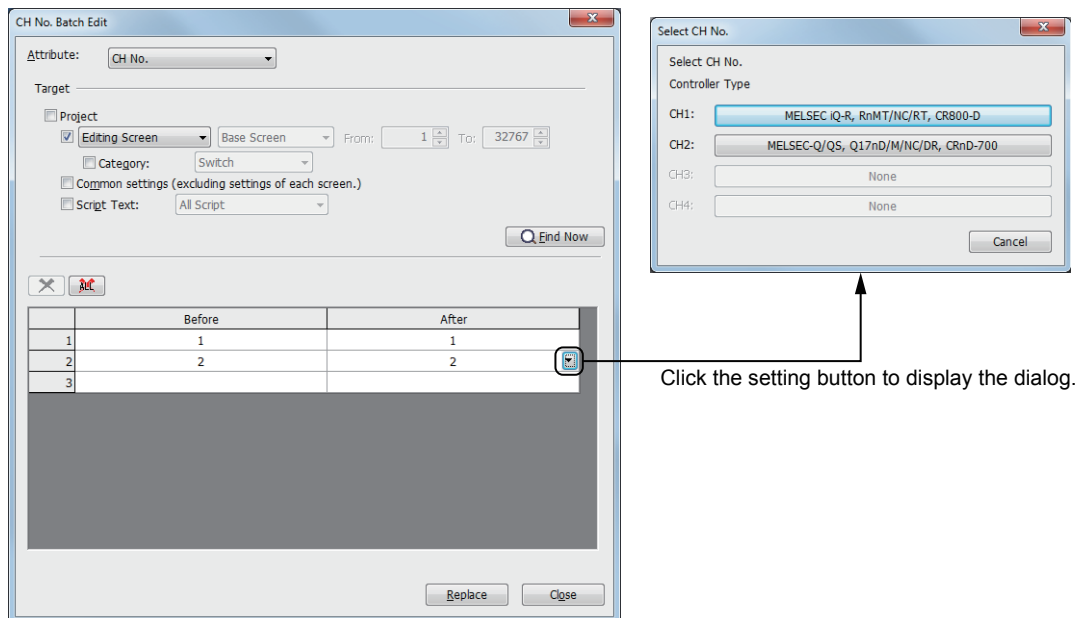 CH No. Batch Edit
Attribute: CH No.
Target
Project
Editing Screen Base Screen From: 1 To: 32767
Category: Switch
Common settings (excluding settings of each screen.)
Script Text: All Script
Find Now
ALL
Before After
1 1 1
2 2 2
3
Replace Close
Select CH No.
Select CH No.
Controller Type
CH1: MELSEC iQ-R, RnMT/NC/RT, CR800-D
CH2: MELSEC-Q/QS, Q17nD/M/NC/DR, CRnD-700
CH3: None
CH4: None
Cancel
Click the setting button to display the dialog.